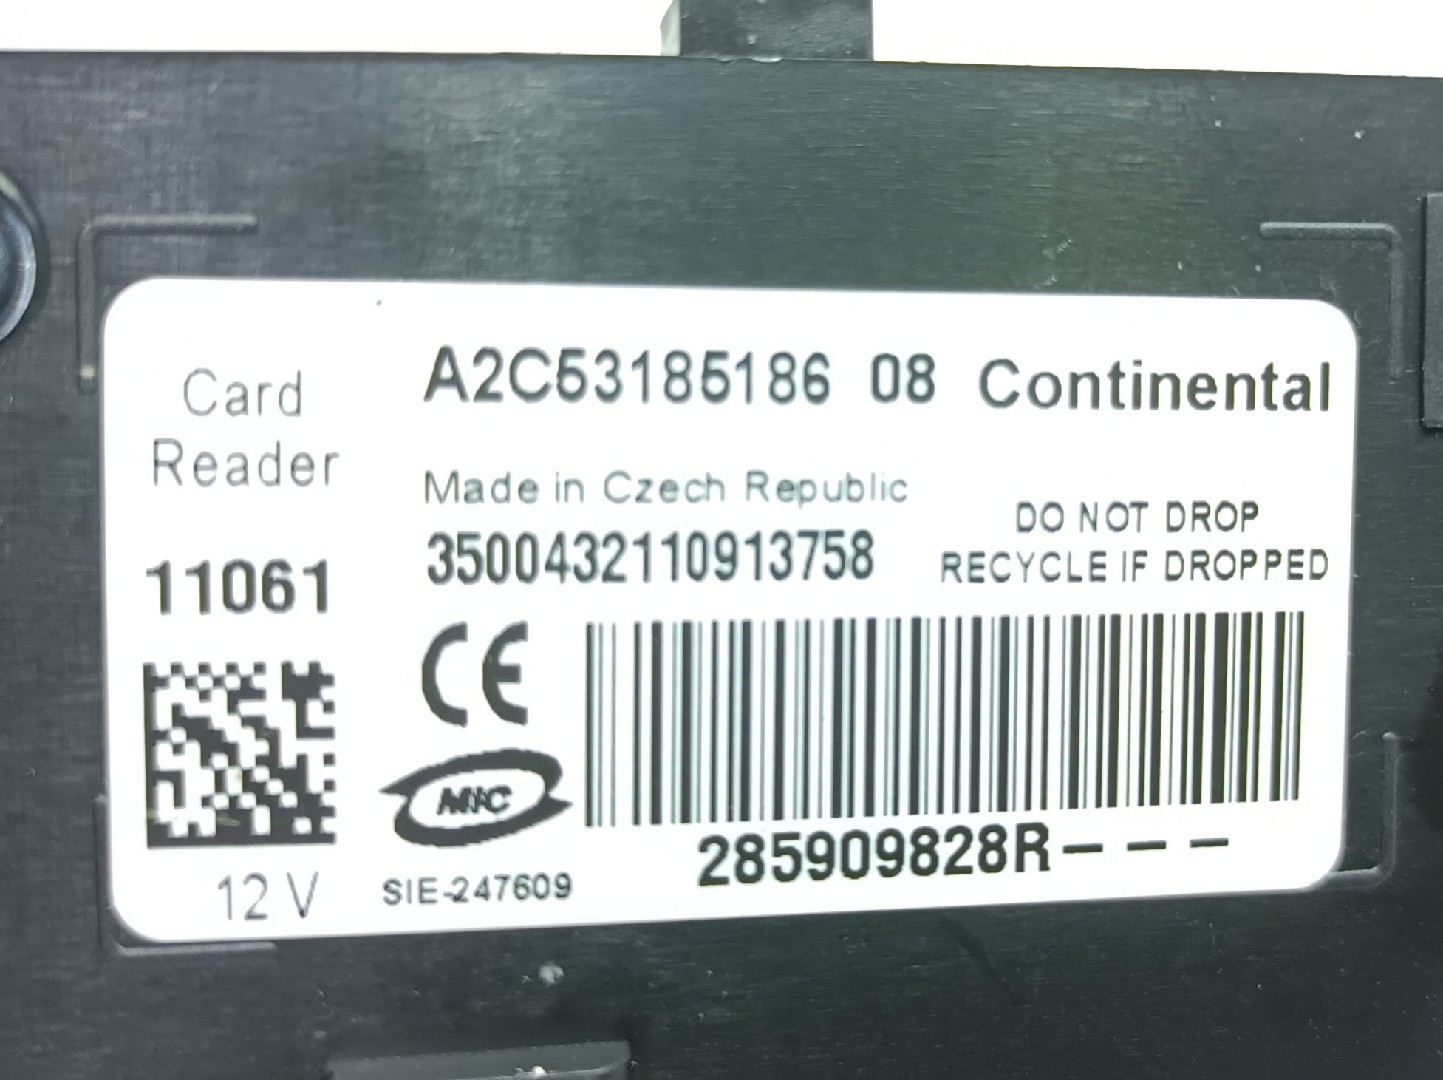 Card
Reader
11061
12 V
A2C53185186 08 Continental
Made in Czech Republic
3500432110913758
DO NOT DROP
RECYCLE IF DROPPED
CE
MIC
SIE-247609
285909828R---